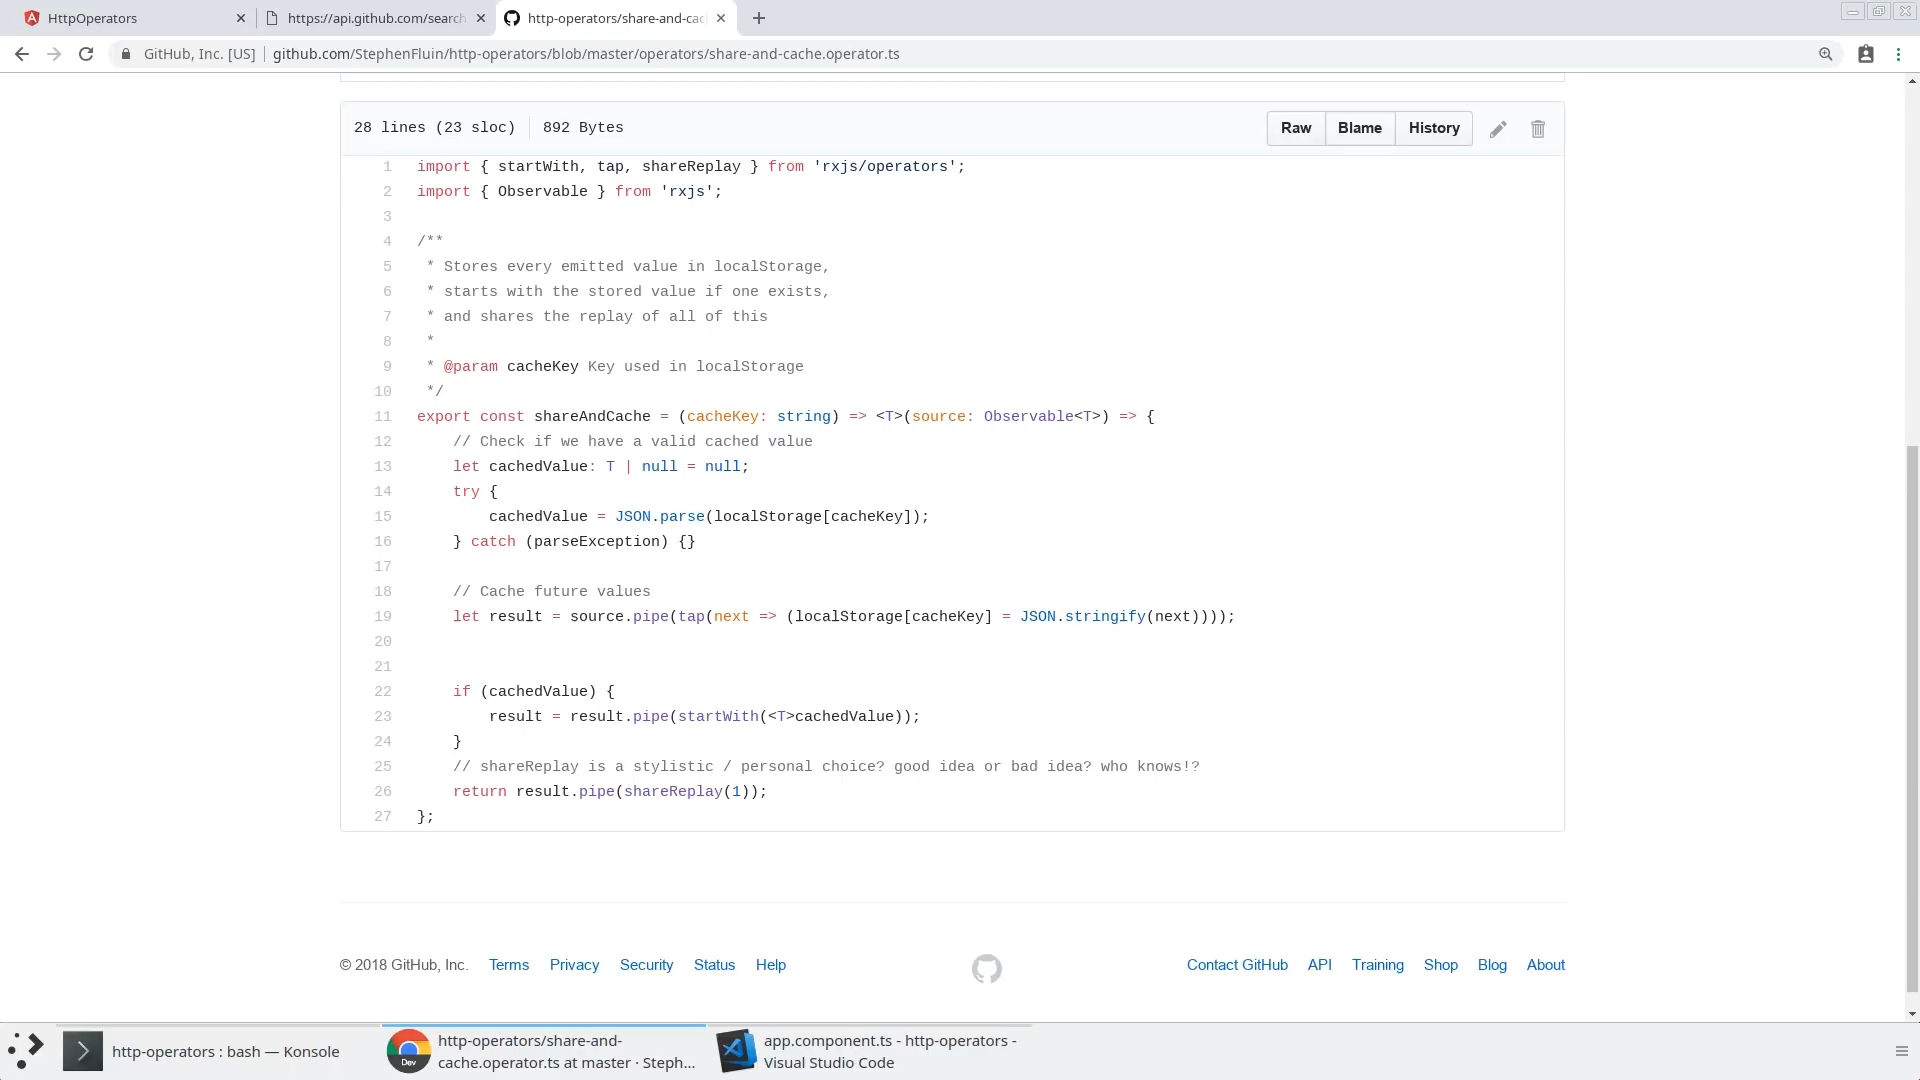 HttpOperators
https://api.github.com/search
http-operators/share-and-cac
GitHub, Inc. [US] | github.com/StephenFluin/http-operators/blob/master/operators/share-and-cache.operator.ts
28 lines (23 sloc) | 892 Bytes
Raw Blame History
1 import { startWith, tap, shareReplay } from 'rxjs/operators';
2 import { Observable } from 'rxjs';
3
4 /**
5  * Stores every emitted value in localStorage,
6  * starts with the stored value if one exists,
7  * and shares the replay of all of this
8  *
9  * @param cacheKey Key used in localStorage
10  */
11 export const shareAndCache = (cacheKey: string) => <T>(source: Observable<T>) => {
12     // Check if we have a valid cached value
13     let cachedValue: T | null = null;
14     try {
15         cachedValue = JSON.parse(localStorage[cacheKey]);
16     } catch (parseException) {}
17
18     // Cache future values
19     let result = source.pipe(tap(next => (localStorage[cacheKey] = JSON.stringify(next))));
20
21
22     if (cachedValue) {
23         result = result.pipe(startWith(<T>cachedValue));
24     }
25     // shareReplay is a stylistic / personal choice? good idea or bad idea? who knows!?
26     return result.pipe(shareReplay(1));
27 };
© 2018 GitHub, Inc. Terms Privacy Security Status Help
Contact GitHub API Training Shop Blog About
http-operators : bash — Konsole
Dev
http-operators/share-and-
cache.operator.ts at master · Steph...
app.component.ts - http-operators -
Visual Studio Code